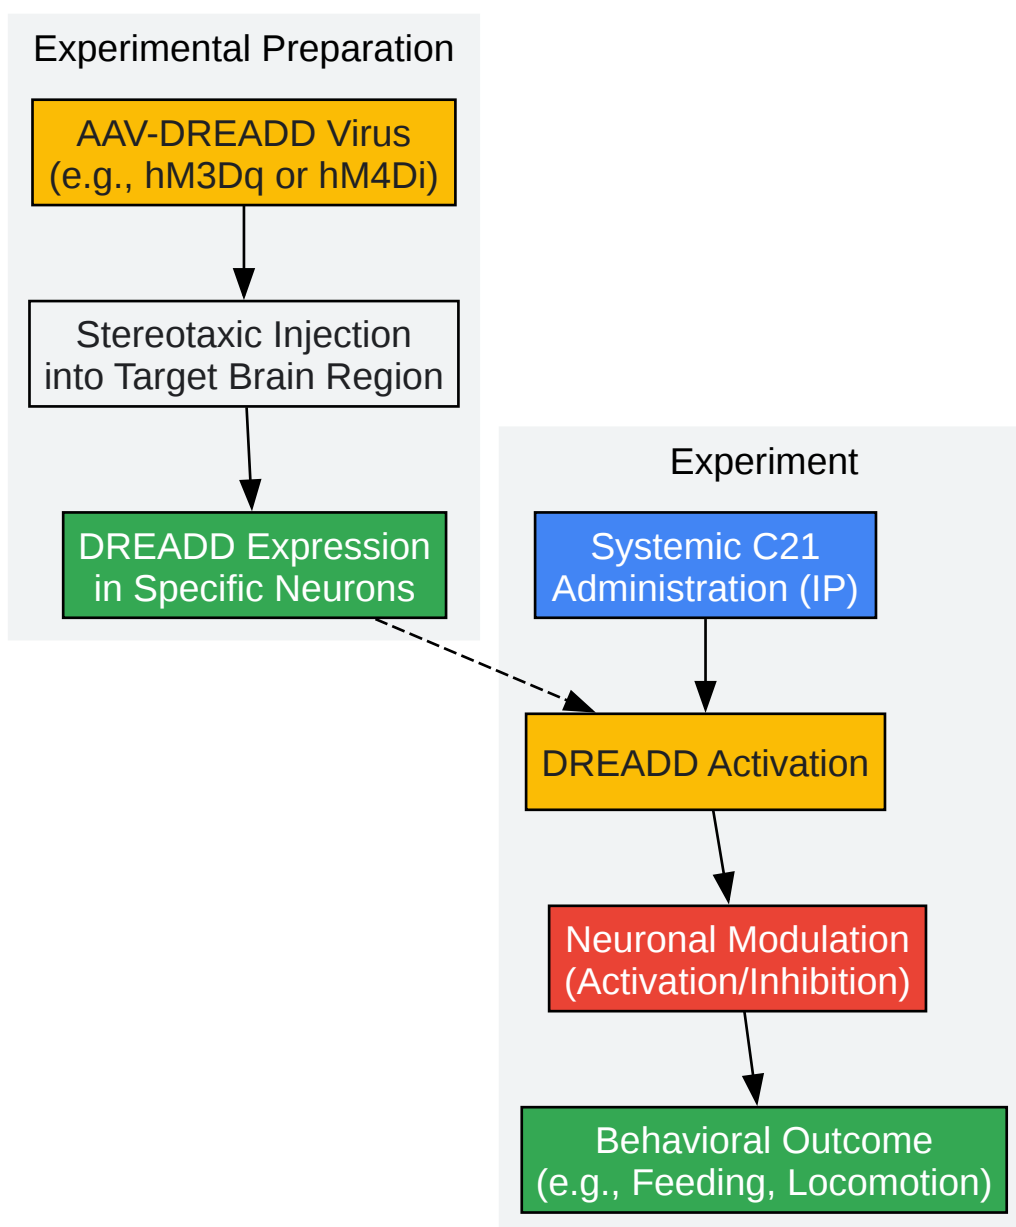 Experimental Preparation
AAV-DREADD Virus
(e.g., hM3Dq or hM4Di)
Stereotaxic Injection
into Target Brain Region
DREADD Expression
in Specific Neurons
Experiment
Systemic C21
Administration (IP)
DREADD Activation
Neuronal Modulation
(Activation/Inhibition)
Behavioral Outcome
(e.g., Feeding, Locomotion)